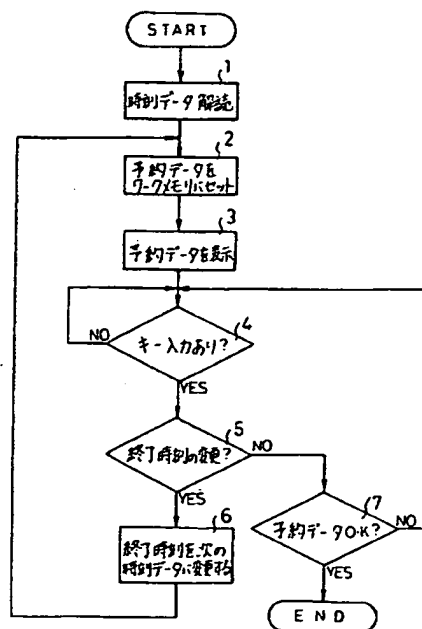 START
1
時刻データ解読
2
予約データを
ワークメモリにセット
3
予約データを表示
4
キー入力あり?
NO
YES
5
終了時刻の変更?
NO
YES
6
終了時刻を次の
時刻データに変更する
7
予約データO・K?
NO
YES
END